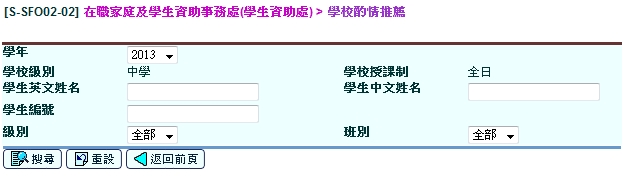 [S-SFO02-02] 在職家庭及學生資助事務處(學生資助處) > 學校酌情推薦
學年 2013
學校級別 中學 學校授課制 全日
學生英文姓名 學生中文姓名
學生編號
級別 全部 班別 全部
搜尋 重設 返回前頁